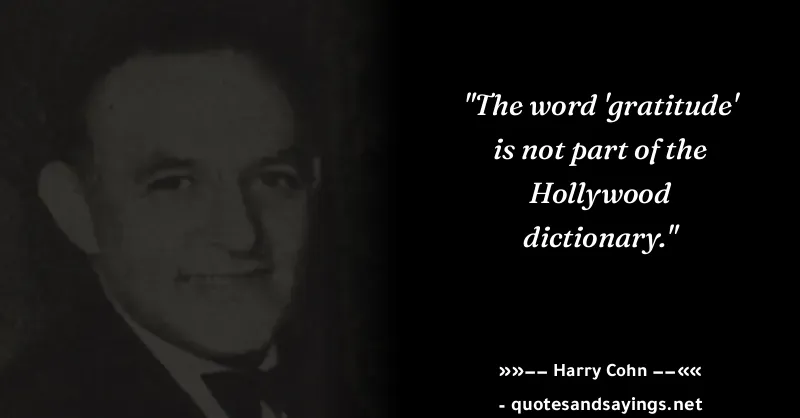 "The word 'gratitude'
is not part of the
Hollywood
dictionary."
»»–– Harry Cohn ––««
- quotesandsayings.net